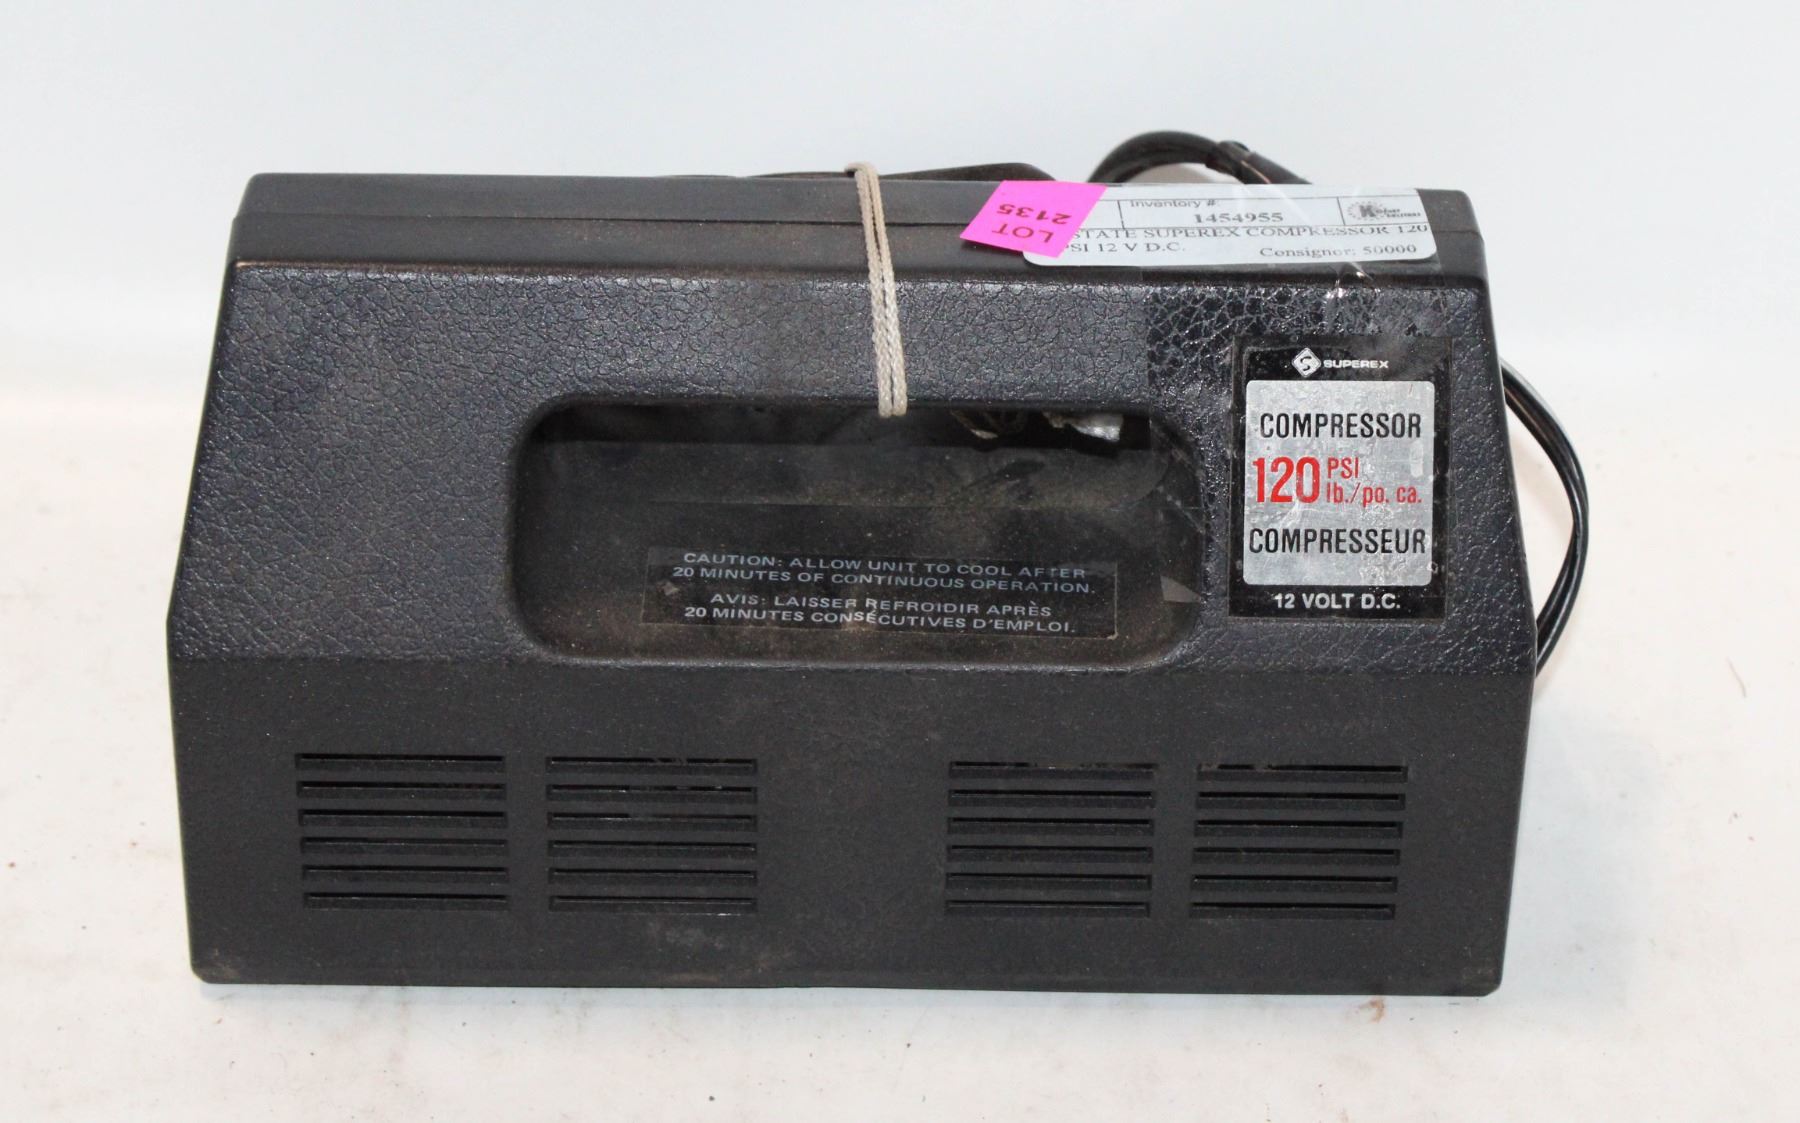 LOT
2135
Inventory #:
1454955
STATE SUPEREX COMPRESSOR 120
PSI 12 V D.C.
Consignor: 50000
SUPEREX
COMPRESSOR
120 PSI
lb./po. ca.
COMPRESSEUR
12 VOLT D.C.
CAUTION: ALLOW UNIT TO COOL AFTER
20 MINUTES OF CONTINUOUS OPERATION.
AVIS: LAISSER REFROIDIR APRÈS
20 MINUTES CONSÉCUTIVES D'EMPLOI.